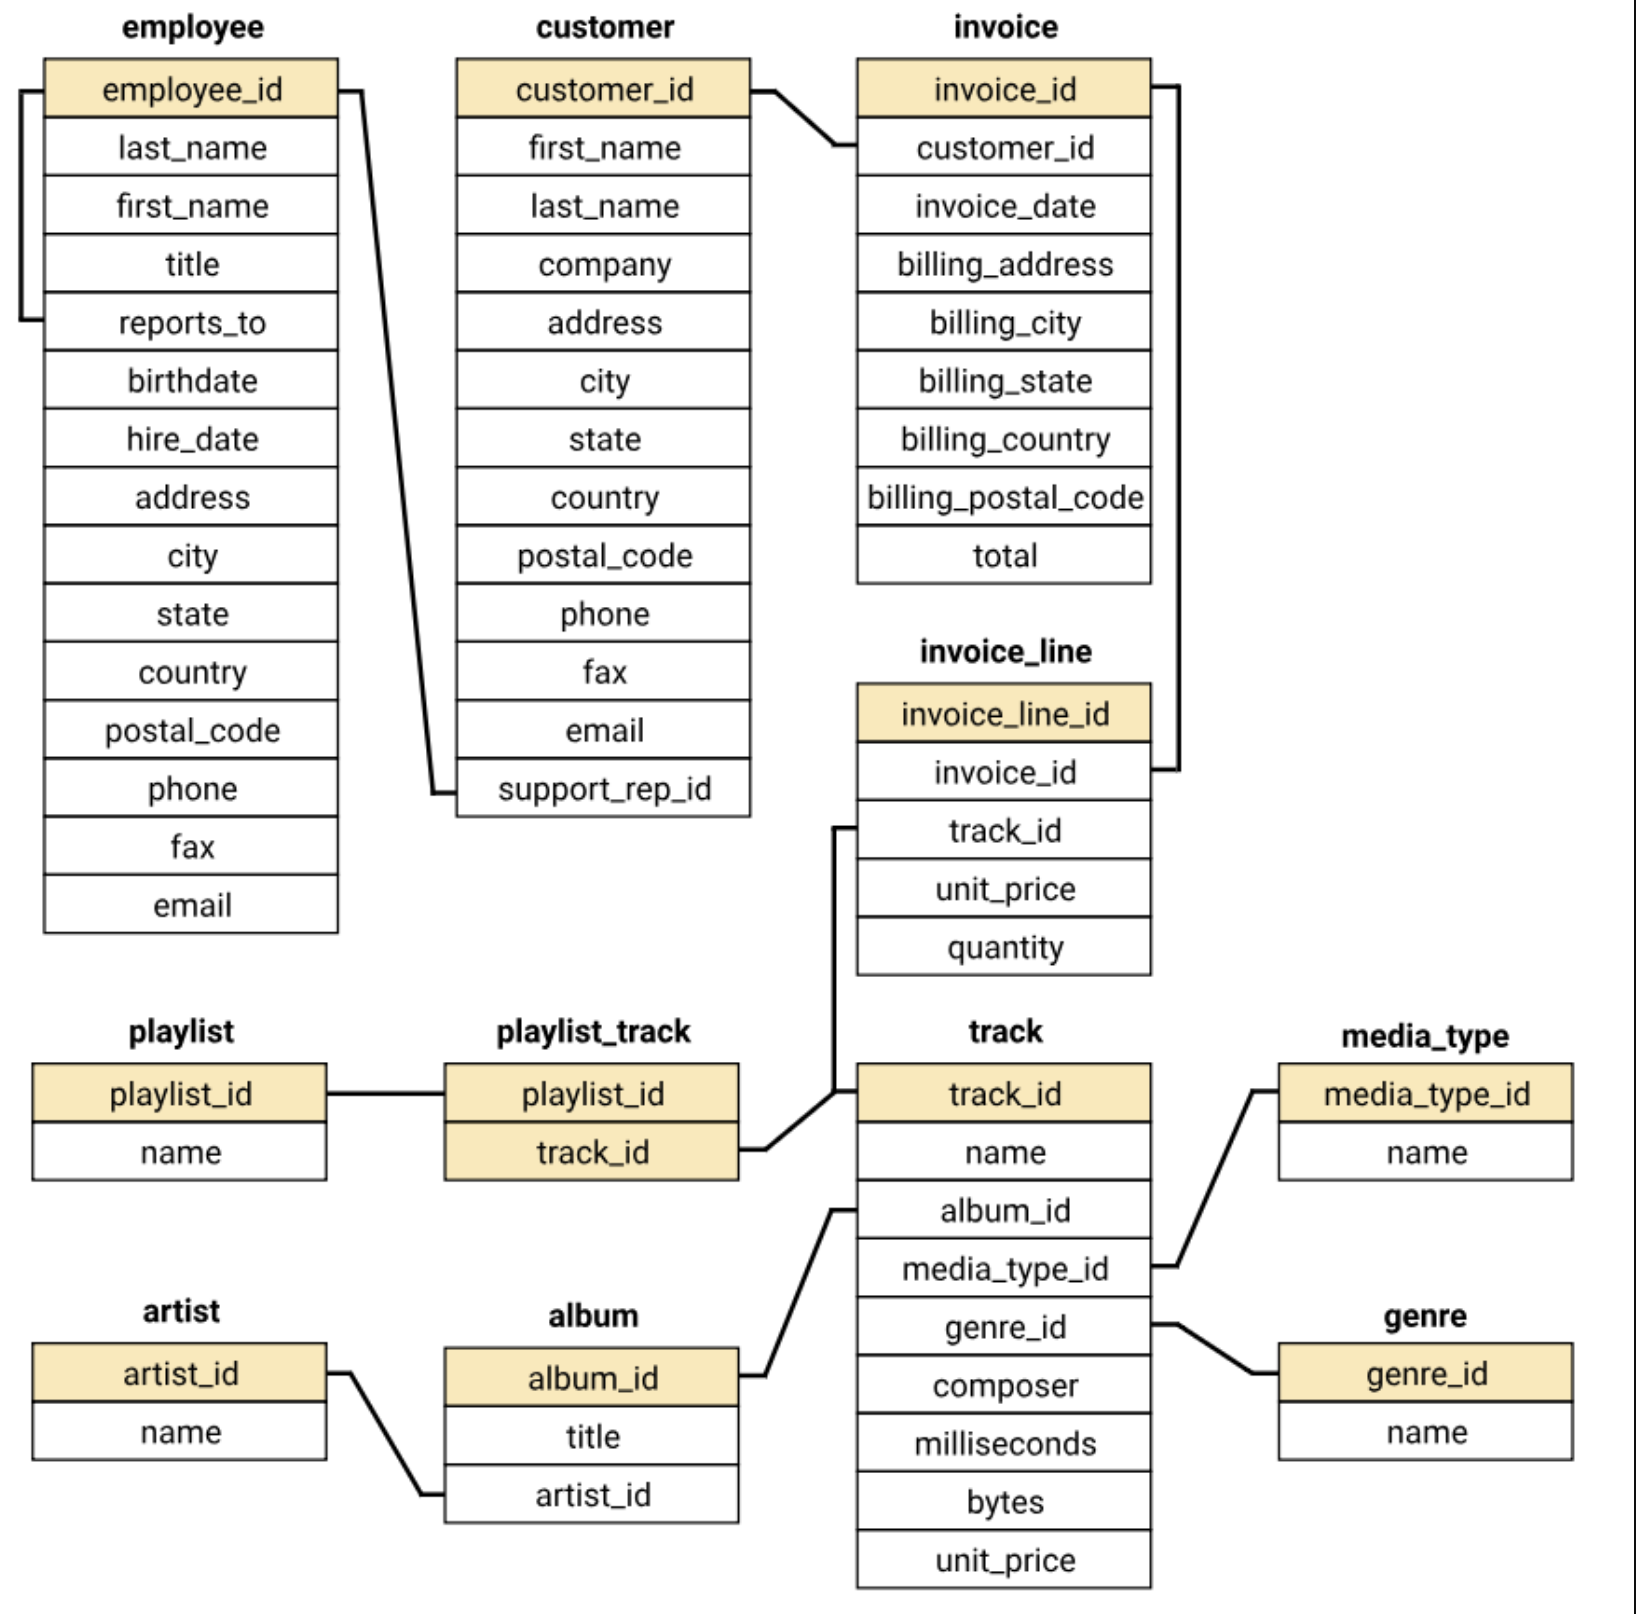 employee
employee_id
last_name
first_name
title
reports_to
birthdate
hire_date
address
city
state
country
postal_code
phone
fax
email
customer
customer_id
first_name
last_name
company
address
city
state
country
postal_code
phone
fax
email
support_rep_id
invoice
invoice_id
customer_id
invoice_date
billing_address
billing_city
billing_state
billing_country
billing_postal_code
total
invoice_line
invoice_line_id
invoice_id
track_id
unit_price
quantity
playlist
playlist_id
name
playlist_track
playlist_id
track_id
track
track_id
name
album_id
media_type_id
genre_id
composer
milliseconds
bytes
unit_price
media_type
media_type_id
name
artist
artist_id
name
album
album_id
title
artist_id
genre
genre_id
name